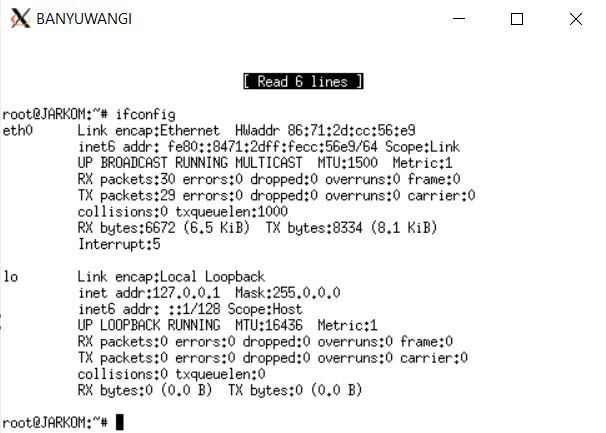 BANYUWANGI
[ Read 6 lines ]
root@JARKOM:~# ifconfig
eth0      Link encap:Ethernet  HWaddr 86:71:2d:cc:56:e9
          inet6 addr: fe80::8471:2dff:fecc:56e9/64 Scope:Link
          UP BROADCAST RUNNING MULTICAST  MTU:1500  Metric:1
          RX packets:30 errors:0 dropped:0 overruns:0 frame:0
          TX packets:29 errors:0 dropped:0 overruns:0 carrier:0
          collisions:0 txqueuelen:1000
          RX bytes:6672 (6.5 KiB)  TX bytes:8334 (8.1 KiB)
          Interrupt:5
lo        Link encap:Local Loopback
          inet addr:127.0.0.1  Mask:255.0.0.0
          inet6 addr: ::1/128 Scope:Host
          UP LOOPBACK RUNNING  MTU:16436  Metric:1
          RX packets:0 errors:0 dropped:0 overruns:0 frame:0
          TX packets:0 errors:0 dropped:0 overruns:0 carrier:0
          collisions:0 txqueuelen:0
          RX bytes:0 (0.0 B)  TX bytes:0 (0.0 B)
root@JARKOM:~#